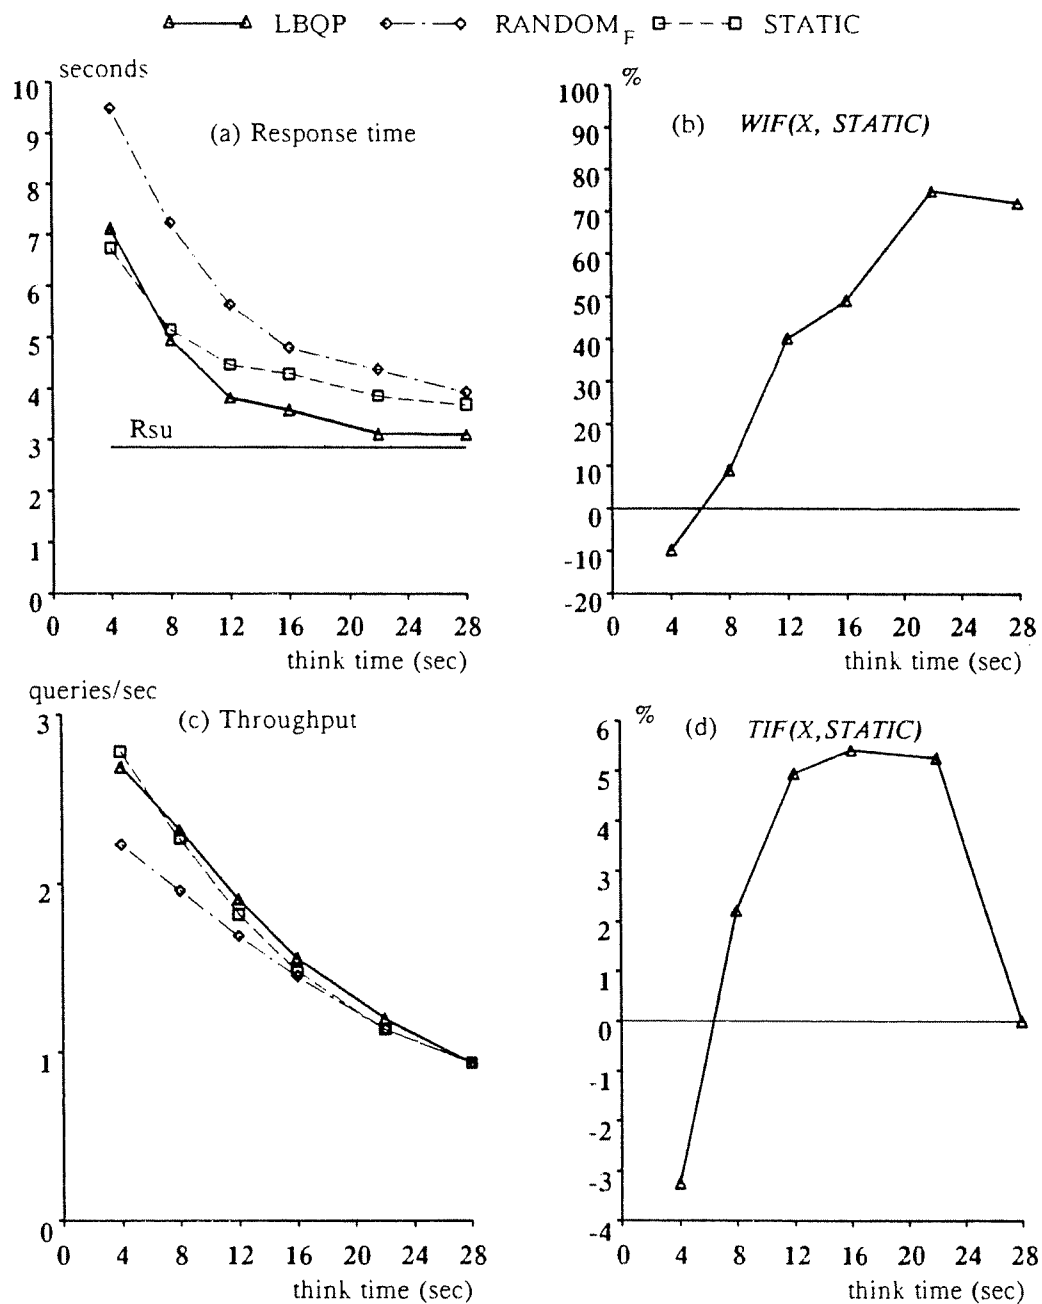 LBQP RANDOM_F STATIC
seconds
(a) Response time
10
9
8
7
6
5
4
3
2
1
0
Rsu
0 4 8 12 16 20 24 28
think time (sec)
%
(b) WIF(X, STATIC)
100
90
80
70
60
50
40
30
20
10
0
-10
-20
0 4 8 12 16 20 24 28
think time (sec)
queries/sec
(c) Throughput
3
2
1
0
0 4 8 12 16 20 24 28
think time (sec)
%
(d) TIF(X,STATIC)
6
5
4
3
2
1
0
-1
-2
-3
-4
0 4 8 12 16 20 24 28
think time (sec)